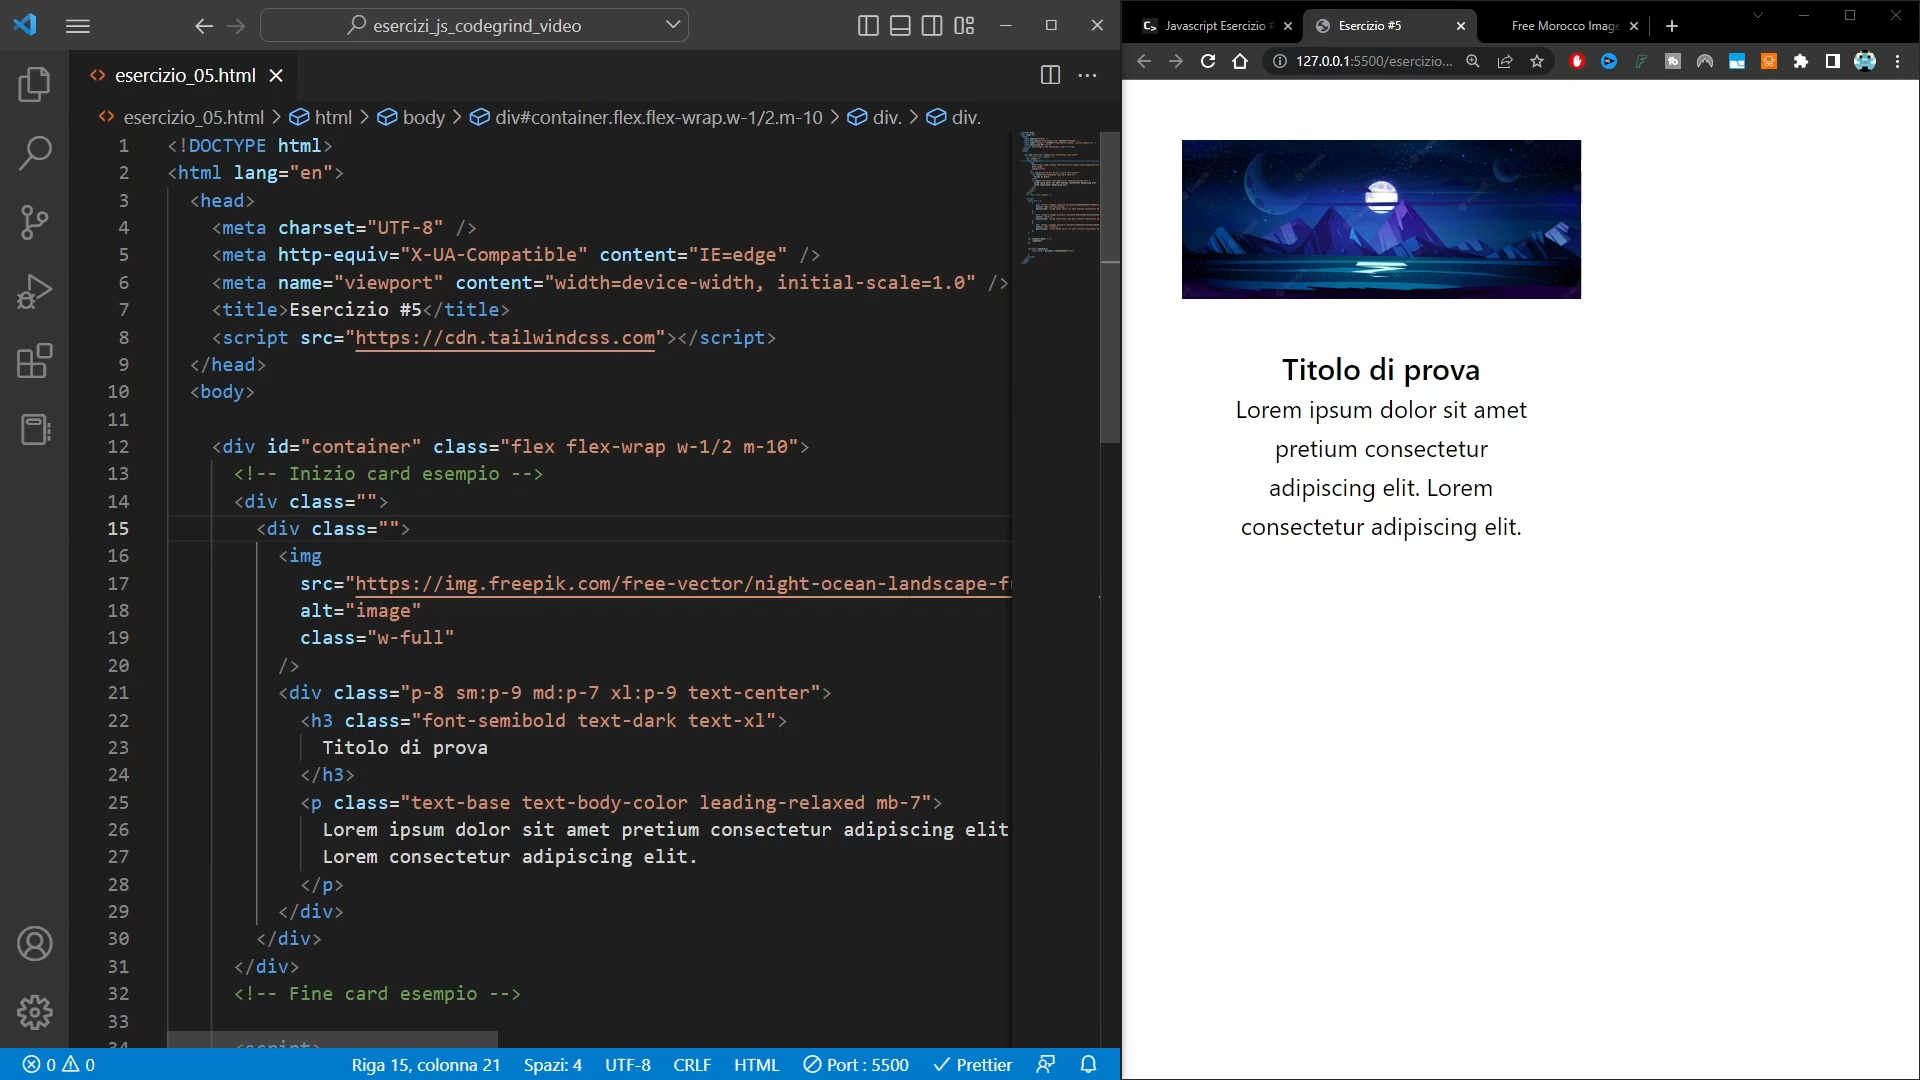 esercizi_js_codegrind_video
esercizio_05.html
esercizio_05.html > html > body > div#container.flex.flex-wrap.w-1/2.m-10 > div. > div.
1 <!DOCTYPE html>
2 <html lang="en">
3 <head>
4 <meta charset="UTF-8" />
5 <meta http-equiv="X-UA-Compatible" content="IE=edge" />
6 <meta name="viewport" content="width=device-width, initial-scale=1.0" />
7 <title>Esercizio #5</title>
8 <script src="https://cdn.tailwindcss.com"></script>
9 </head>
10 <body>
11
12 <div id="container" class="flex flex-wrap w-1/2 m-10">
13 <!-- Inizio card esempio -->
14 <div class="">
15 <div class="">
16 <img
17 src="https://img.freepik.com/free-vector/night-ocean-landscape-f
18 alt="image"
19 class="w-full"
20 />
21 <div class="p-8 sm:p-9 md:p-7 xl:p-9 text-center">
22 <h3 class="font-semibold text-dark text-xl">
23 Titolo di prova
24 </h3>
25 <p class="text-base text-body-color leading-relaxed mb-7">
26 Lorem ipsum dolor sit amet pretium consectetur adipiscing elit
27 Lorem consectetur adipiscing elit.
28 </p>
29 </div>
30 </div>
31 </div>
32 <!-- Fine card esempio -->
33
34 <script>
0 0 Riga 15, colonna 21 Spazi: 4 UTF-8 CRLF HTML Port : 5500 Prettier
Javascript Esercizio Esercizio #5 Free Morocco Image
127.0.0.1:5500/esercizio...
Titolo di prova
Lorem ipsum dolor sit amet
pretium consectetur
adipiscing elit. Lorem
consectetur adipiscing elit.